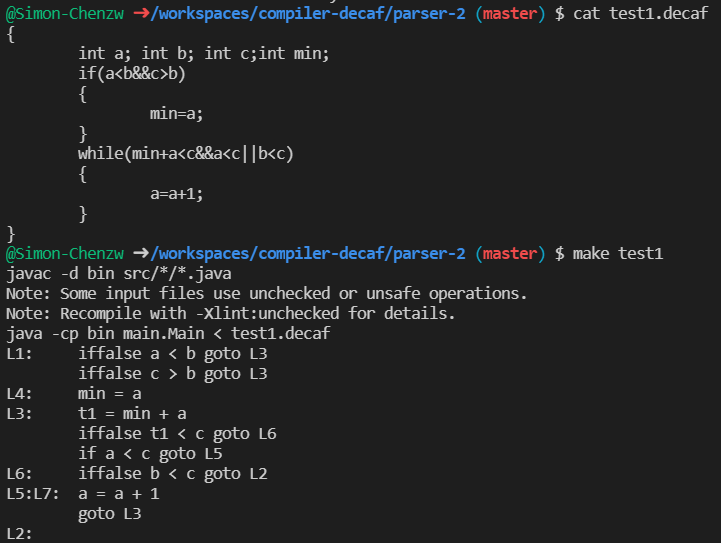 @Simon-Chenzw ➜/workspaces/compiler-decaf/parser-2 (master) $ cat test1.decaf
{
        int a; int b; int c;int min;
        if(a<b&&c>b)
        {
                min=a;
        }
        while(min+a<c&&a<c||b<c)
        {
                a=a+1;
        }
}
@Simon-Chenzw ➜/workspaces/compiler-decaf/parser-2 (master) $ make test1
javac -d bin src/*/*.java
Note: Some input files use unchecked or unsafe operations.
Note: Recompile with -Xlint:unchecked for details.
java -cp bin main.Main < test1.decaf
L1:     iffalse a < b goto L3
        iffalse c > b goto L3
L4:     min = a
L3:     t1 = min + a
        iffalse t1 < c goto L6
        if a < c goto L5
L6:     iffalse b < c goto L2
L5:L7:  a = a + 1
        goto L3
L2: